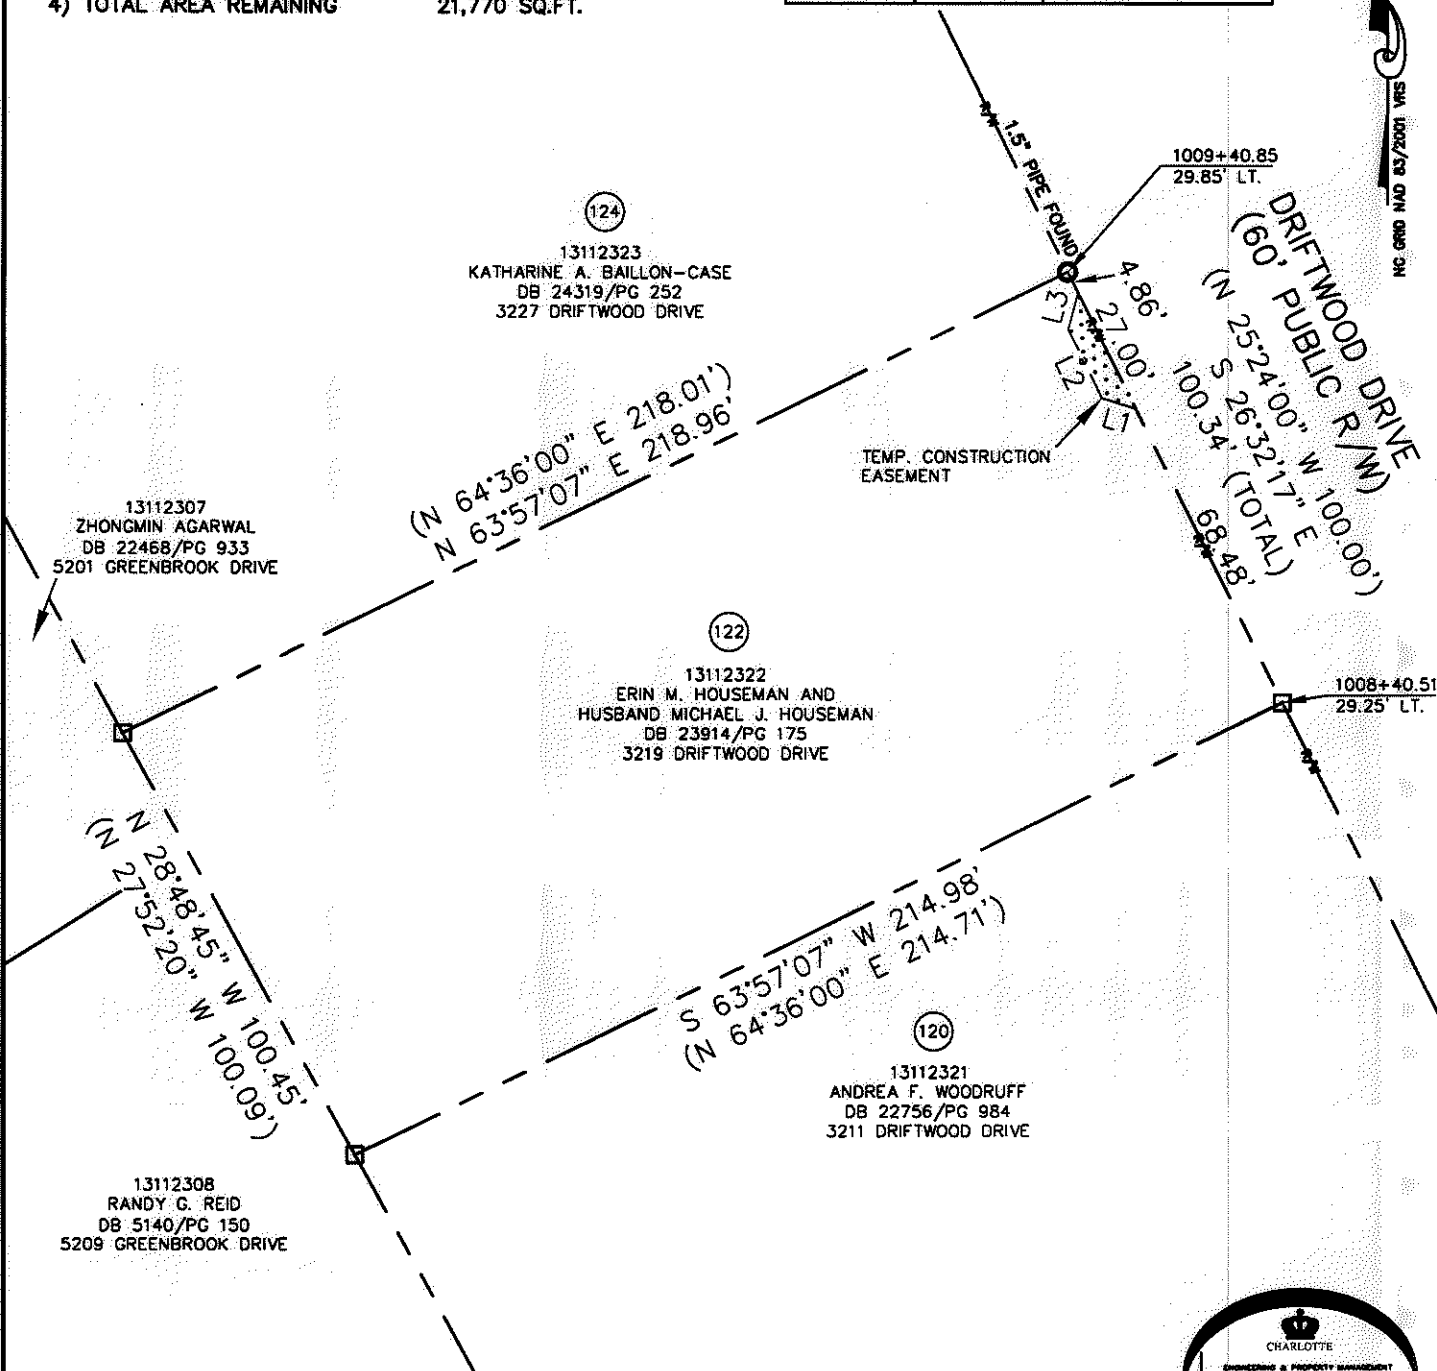 4) TOTAL AREA REMAINING 21,770 SQ.FT.
NC GRID NAD 83/2001 VRS
1.5" PIPE FOUND
1009+40.85
29.85' LT.
DRIFTWOOD DRIVE
(60' PUBLIC R/W)
(N 25°24'00" W 100.00')
S 26°32'17" E
100.34' (TOTAL)
124
13112323
KATHARINE A. BAILLON-CASE
DB 24319/PG 252
3227 DRIFTWOOD DRIVE
4.86'
27.00'
L3
L2
L1
TEMP. CONSTRUCTION
EASEMENT
68.48'
(N 64°36'00" E 218.01')
N 63°57'07" E 218.96'
13112307
ZHONGMIN AGARWAL
DB 22468/PG 933
5201 GREENBROOK DRIVE
122
13112322
ERIN M. HOUSEMAN AND
HUSBAND MICHAEL J. HOUSEMAN
DB 23914/PG 175
3219 DRIFTWOOD DRIVE
1008+40.51
29.25' LT.
N 28°48'45" W 100.45'
(N 27°52'20" W 100.09')
S 63°57'07" W 214.98'
(N 64°36'00" E 214.71')
120
13112321
ANDREA F. WOODRUFF
DB 22756/PG 984
3211 DRIFTWOOD DRIVE
13112308
RANDY G. REID
DB 5140/PG 150
5209 GREENBROOK DRIVE
CHARLOTTE
ENGINEERING & PROPERTY MANAGEMENT